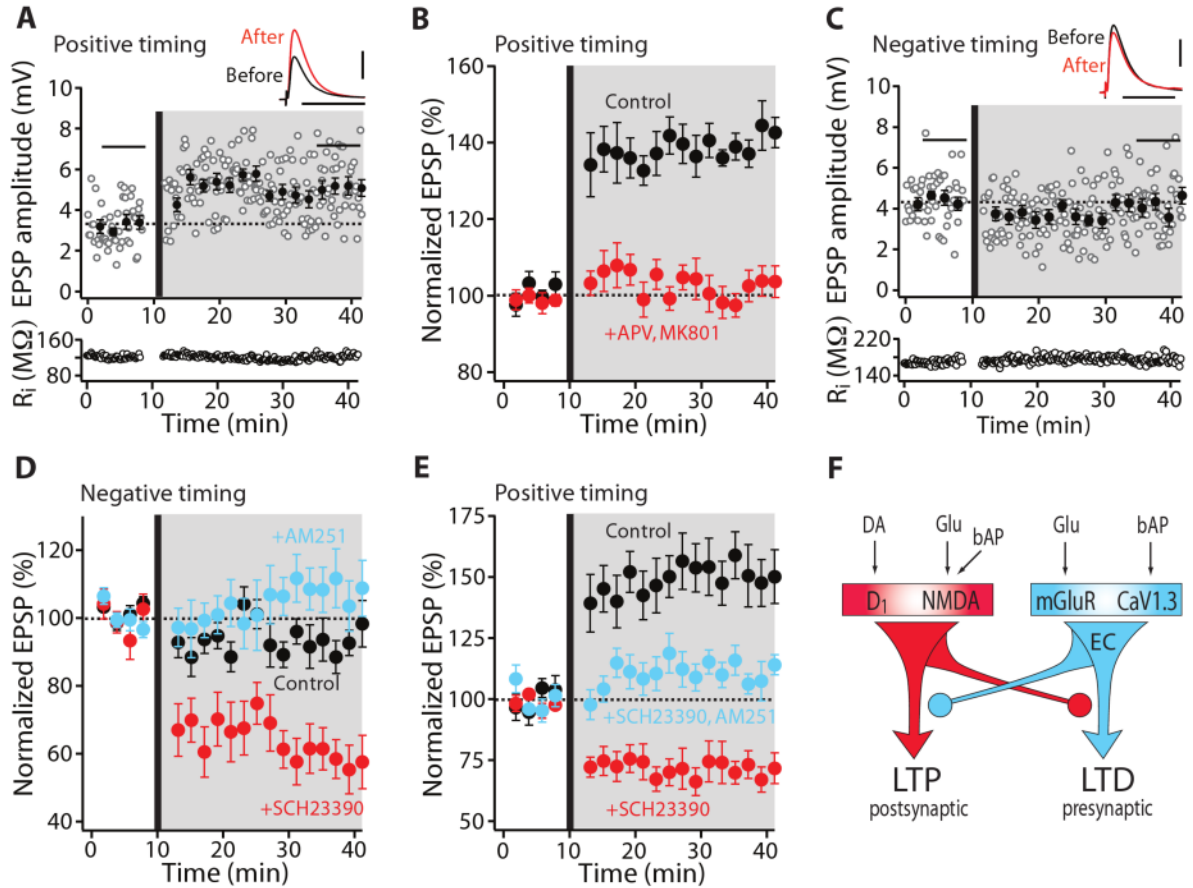 A
Positive timing
After
Before
EPSP amplitude (mV)
10
8
6
4
2
0
Ri (MΩ)
160
80
0 10 20 30 40
Time (min)
B
Positive timing
Normalized EPSP (%)
160
140
120
100
80
Control
+APV, MK801
0 10 20 30 40
Time (min)
C
Negative timing
Before
After
EPSP amplitude (mV)
10
8
6
4
2
0
Ri (MΩ)
220
140
0 10 20 30 40
Time (min)
D
Negative timing
Normalized EPSP (%)
120
100
80
60
40
+AM251
Control
+SCH23390
0 10 20 30 40
Time (min)
E
Positive timing
Normalized EPSP (%)
175
150
125
100
75
50
Control
+SCH23390, AM251
+SCH23390
0 10 20 30 40
Time (min)
F
DA Glu bAP Glu bAP
D1 NMDA mGluR CaV1.3
EC
LTP LTD
postsynaptic presynaptic